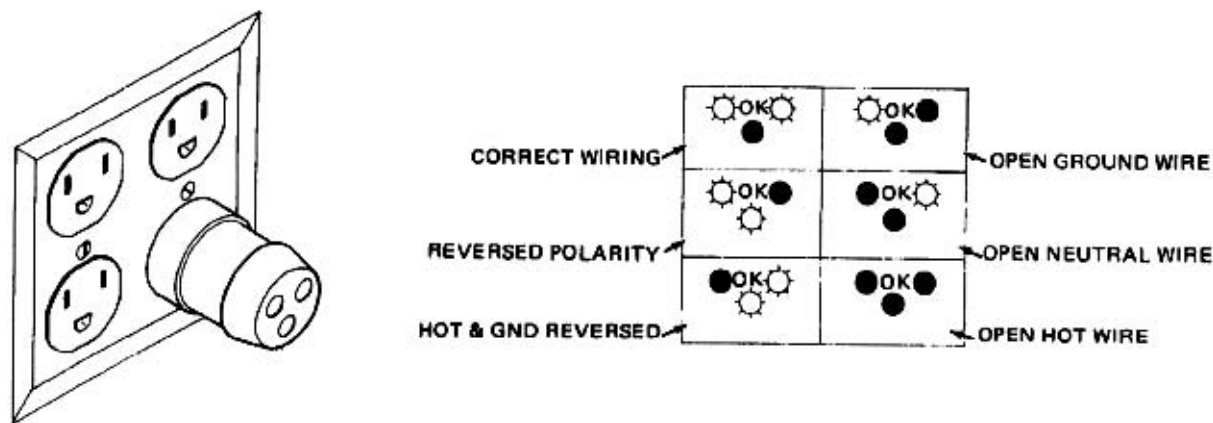 OK OK
CORRECT WIRING
OPEN GROUND WIRE
OK OK
REVERSED POLARITY
OPEN NEUTRAL WIRE
OK OK
HOT & GND REVERSED
OPEN HOT WIRE